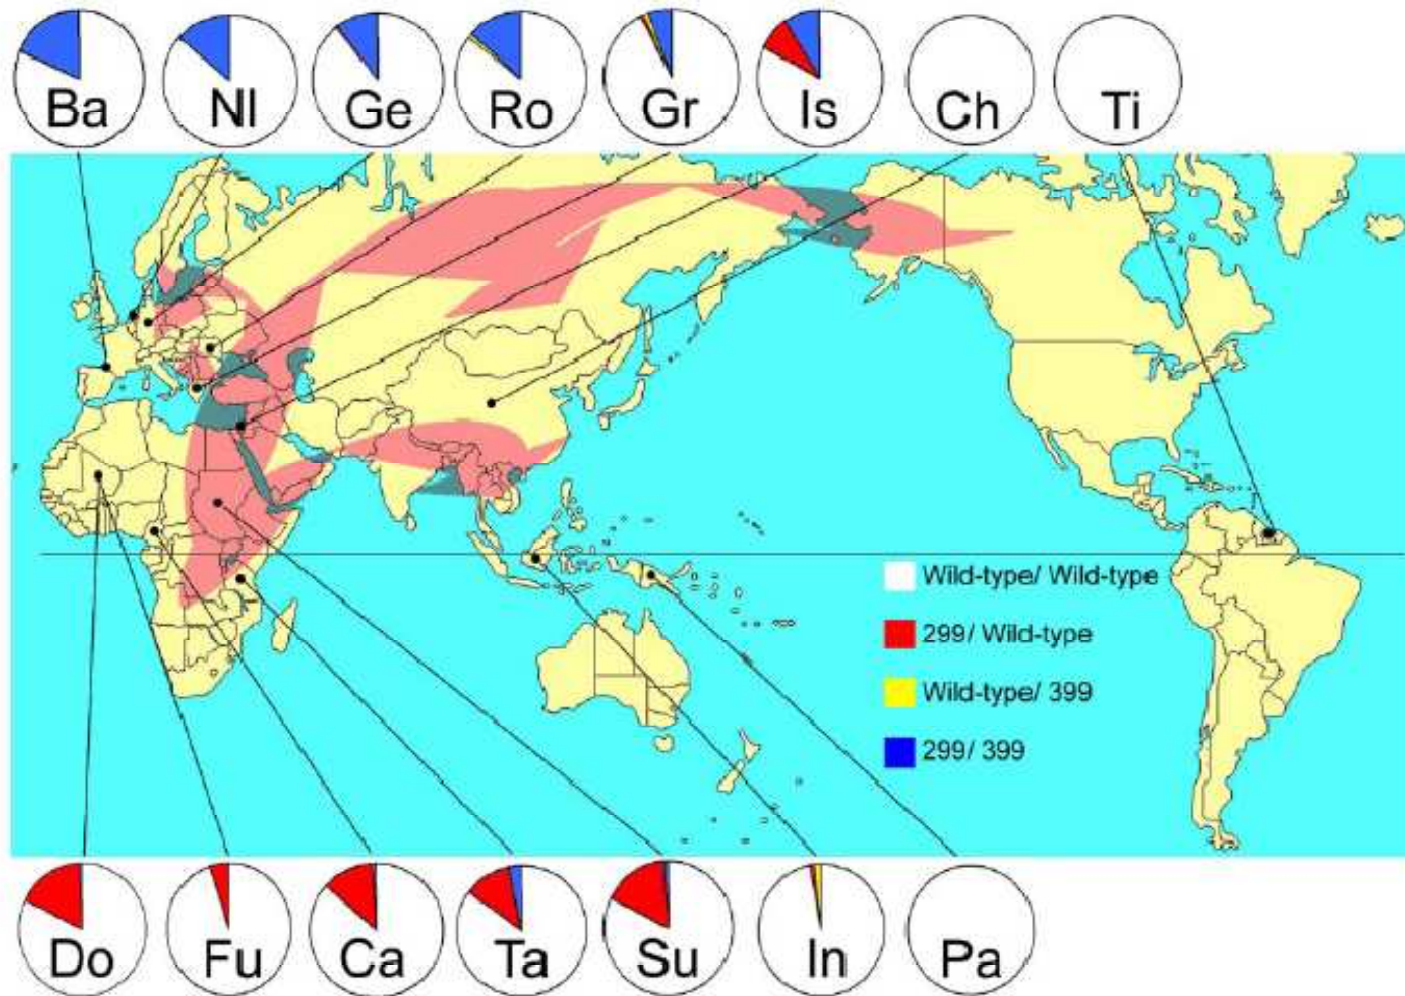 Ba
Nl
Ge
Ro
Gr
Is
Ch
Ti
Wild-type/ Wild-type
299/ Wild-type
Wild-type/ 399
299/ 399
Do
Fu
Ca
Ta
Su
In
Pa